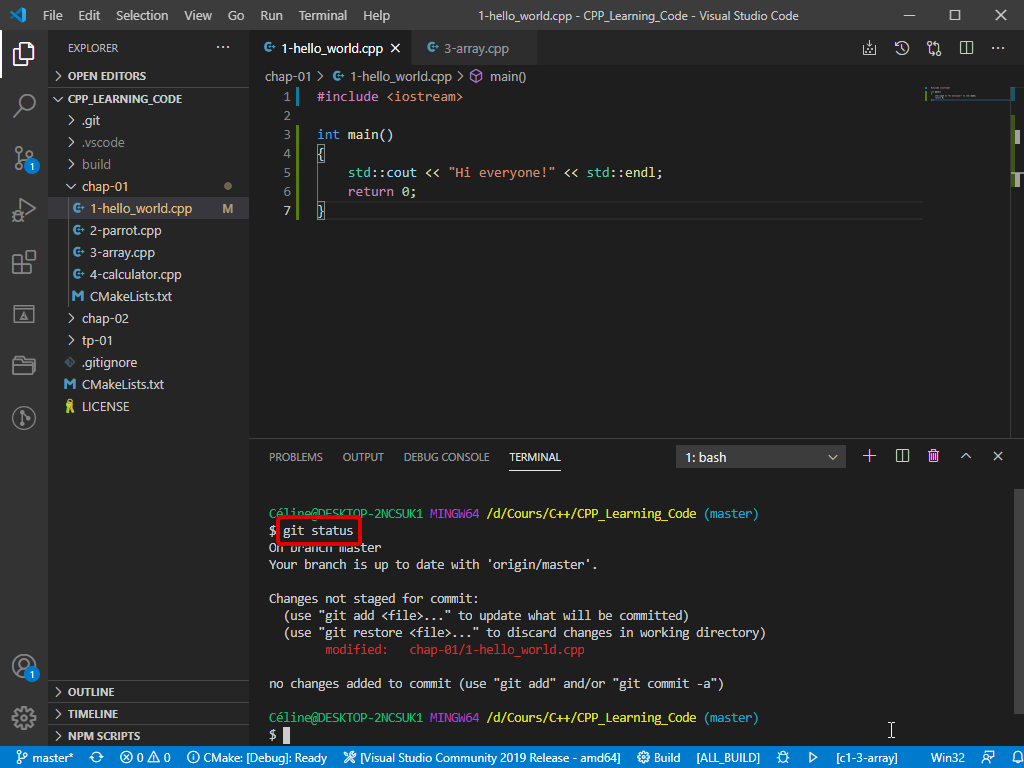 File Edit Selection View Go Run Terminal Help 1-hello_world.cpp - CPP_Learning_Code - Visual Studio Code
EXPLORER
OPEN EDITORS
CPP_LEARNING_CODE
.git
.vscode
build
chap-01
1-hello_world.cpp M
2-parrot.cpp
3-array.cpp
4-calculator.cpp
CMakeLists.txt
chap-02
tp-01
.gitignore
CMakeLists.txt
LICENSE
OUTLINE
TIMELINE
NPM SCRIPTS
1
1
1-hello_world.cpp 3-array.cpp
chap-01 > 1-hello_world.cpp > main()
1 #include <iostream>
2
3 int main()
4 {
5 std::cout << "Hi everyone!" << std::endl;
6 return 0;
7 }
PROBLEMS OUTPUT DEBUG CONSOLE TERMINAL 1: bash
Céline@DESKTOP-2NCSUK1 MINGW64 /d/Cours/C++/CPP_Learning_Code (master)
$ git status
On branch master
Your branch is up to date with 'origin/master'.
Changes not staged for commit:
(use "git add <file>..." to update what will be committed)
(use "git restore <file>..." to discard changes in working directory)
modified: chap-01/1-hello_world.cpp
no changes added to commit (use "git add" and/or "git commit -a")
Céline@DESKTOP-2NCSUK1 MINGW64 /d/Cours/C++/CPP_Learning_Code (master)
$
master* 0 0 CMake: [Debug]: Ready [Visual Studio Community 2019 Release - amd64] Build [ALL_BUILD] [c1-3-array] Win32